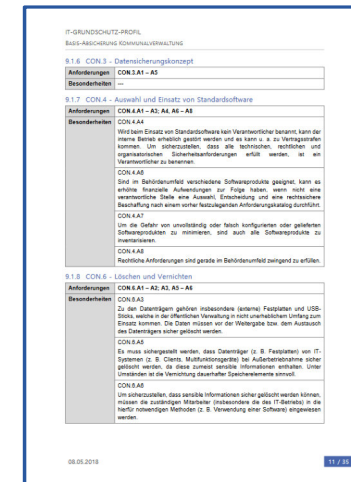 IT-GRUNDSCHUTZ-PROFIL
BASIS-ABSICHERUNG KOMMUNALVERWALTUNG
9.1.6 CON.3 - Datensicherungskonzept
Anforderungen CON.3.A1 – A5
Besonderheiten —
9.1.7 CON.4 - Auswahl und Einsatz von Standardsoftware
Anforderungen CON.4.A1 – A3; A4, A6 – A8
Besonderheiten CON.4.A4
Wird beim Einsatz von Standardsoftware kein Verantwortlicher benannt, kann der
interne Betrieb erheblich gestört werden und es kann u. a. zu Vertragsstrafen
kommen. Um sicherzustellen, dass alle technischen, rechtlichen und
organisatorischen Sicherheitsanforderungen erfüllt werden, ist ein
Verantwortlicher zu benennen.
CON.4.A6
Sind im Behördenumfeld verschiedene Softwareprodukte geeignet, kann es
erhöhte finanzielle Aufwendungen zur Folge haben, wenn nicht eine
verantwortliche Stelle eine Auswahl, Entscheidung und eine rechtssichere
Beschaffung nach einem vorher festzulegenden Anforderungskatalog durchführt.
CON.4.A7
Um die Gefahr von unvollständig oder falsch konfigurierten oder gelieferten
Softwareprodukten zu minimieren, sind auch alle Softwareprodukte zu
inventarisieren.
CON.4.A8
Rechtliche Anforderungen sind gerade im Behördenumfeld zwingend zu erfüllen.
9.1.8 CON.6 - Löschen und Vernichten
Anforderungen CON.6.A1 – A2; A3, A5 – A6
Besonderheiten CON.6.A3
Zu den Datenträgern gehören insbesondere (externe) Festplatten und USB-
Sticks, welche in der öffentlichen Verwaltung in nicht unerheblichem Umfang zum
Einsatz kommen. Die Daten müssen vor der Weitergabe bzw. dem Austausch
des Datenträgers sicher gelöscht werden.
CON.6.A5
Es muss sichergestellt werden, dass Datenträger (z. B. Festplatten) von IT-
Systemen (z. B. Clients, Multifunktionsgeräte) bei Außerbetriebnahme sicher
gelöscht werden, da diese zumeist sensible Informationen enthalten. Unter
Umständen ist die Vernichtung dauerhafter Speicherelemente sinnvoll.
CON.6.A6
Um sicherzustellen, dass sensible Informationen sicher gelöscht werden können,
müssen die zuständigen Mitarbeiter (insbesondere die des IT-Betriebs) in die
hierfür notwendigen Methoden (z. B. Verwendung einer Software) eingewiesen
werden.
08.05.2018 11 / 35